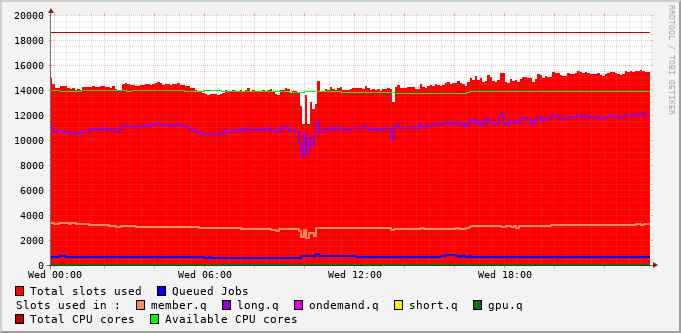 20000
18000
16000
14000
12000
10000
8000
6000
4000
2000
0
Wed 00:00 Wed 06:00 Wed 12:00 Wed 18:00
RRDTOOL / TOBI OETIKER
Total slots used Queued Jobs
Slots used in : member.q long.q ondemand.q short.q gpu.q
Total CPU cores Available CPU cores